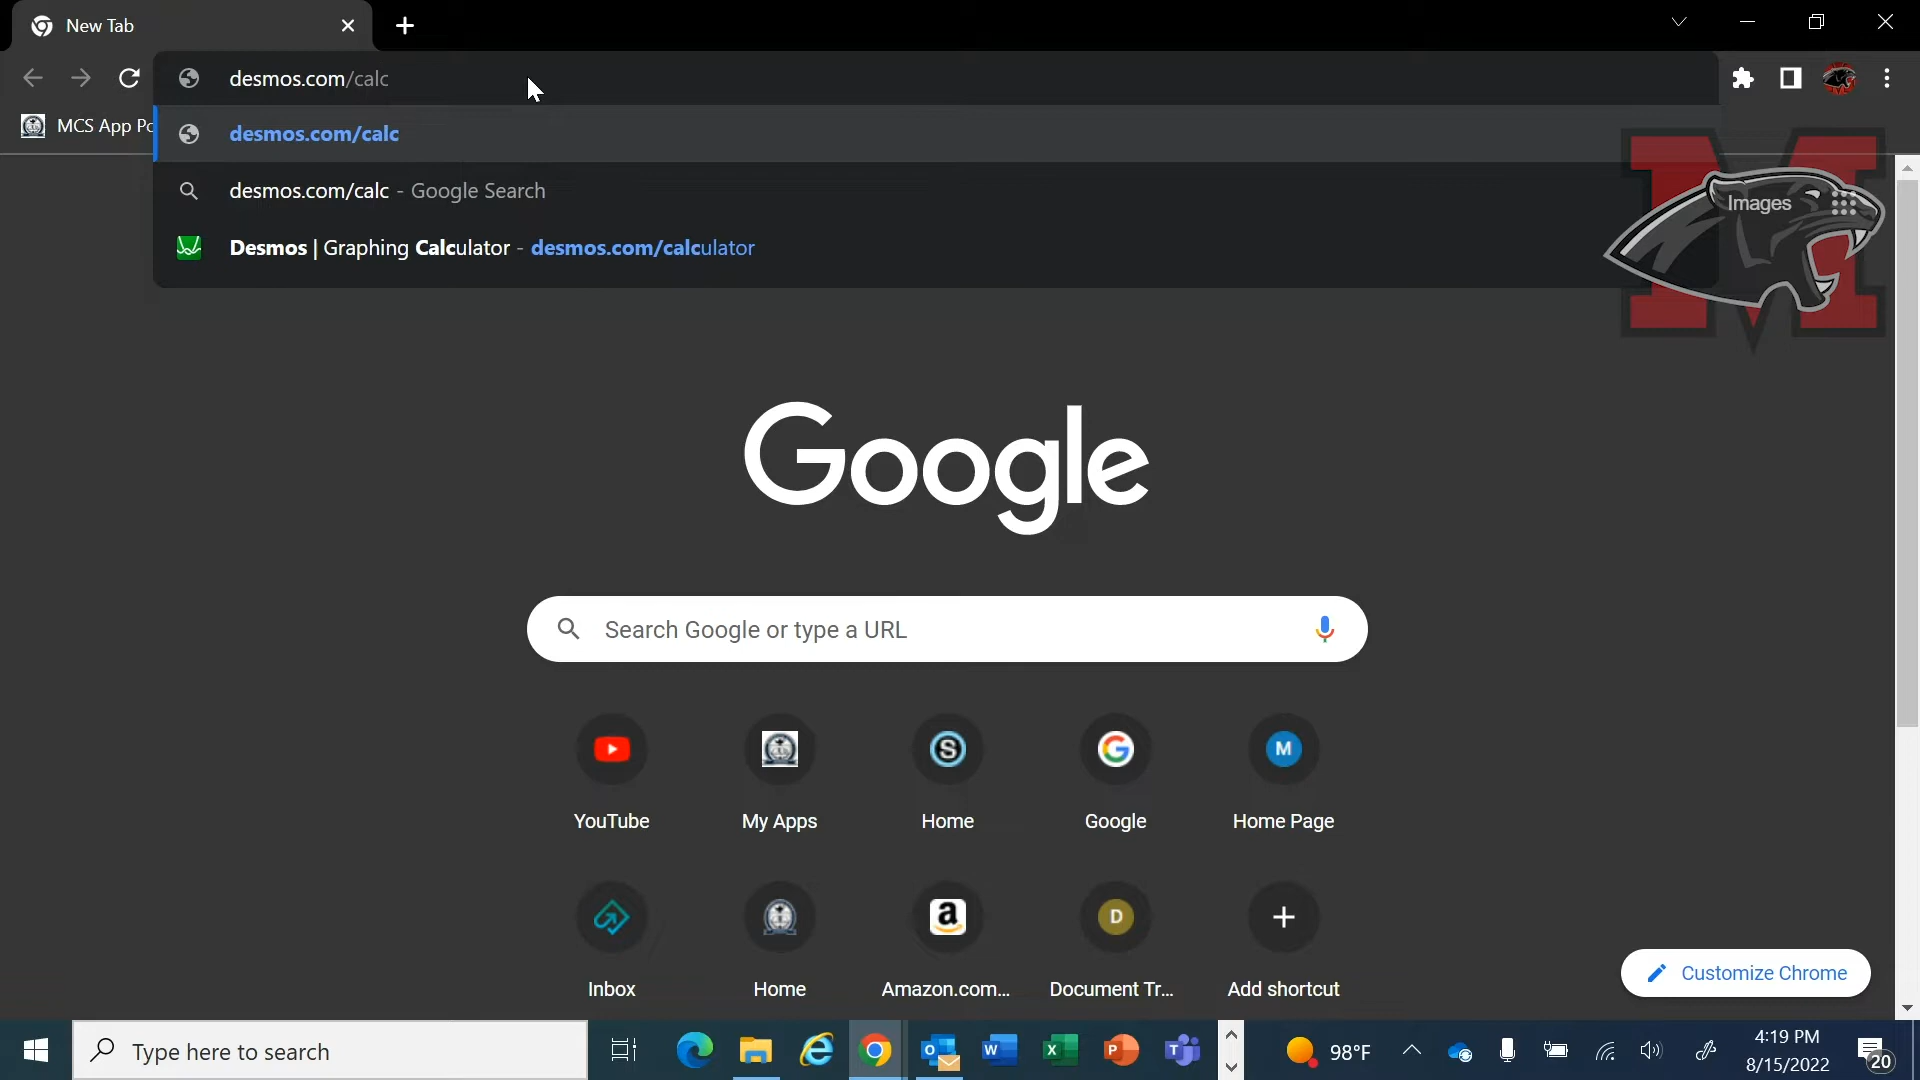 New Tab
desmos.com/calc
MCS App Po
desmos.com/calc
desmos.com/calc - Google Search
Desmos | Graphing Calculator - desmos.com/calculator
Images
Google
Search Google or type a URL
YouTube
My Apps
Home
Google
Home Page
Inbox
Home
Amazon.com...
Document Tr...
Add shortcut
Customize Chrome
Type here to search
98°F
4:19 PM
8/15/2022
20